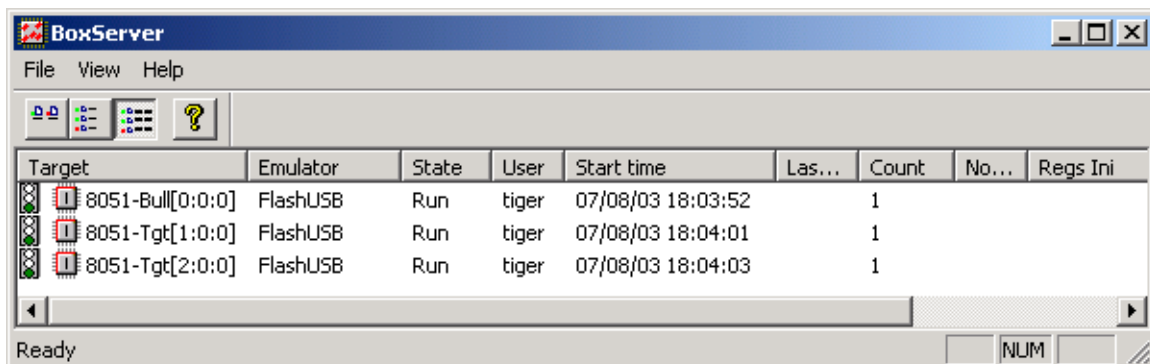 BoxServer
File View Help
Target Emulator State User Start time Las... Count No... Regs Ini
8051-Bull[0:0:0] FlashUSB Run tiger 07/08/03 18:03:52 1
8051-Tgt[1:0:0] FlashUSB Run tiger 07/08/03 18:04:01 1
8051-Tgt[2:0:0] FlashUSB Run tiger 07/08/03 18:04:03 1
Ready NUM